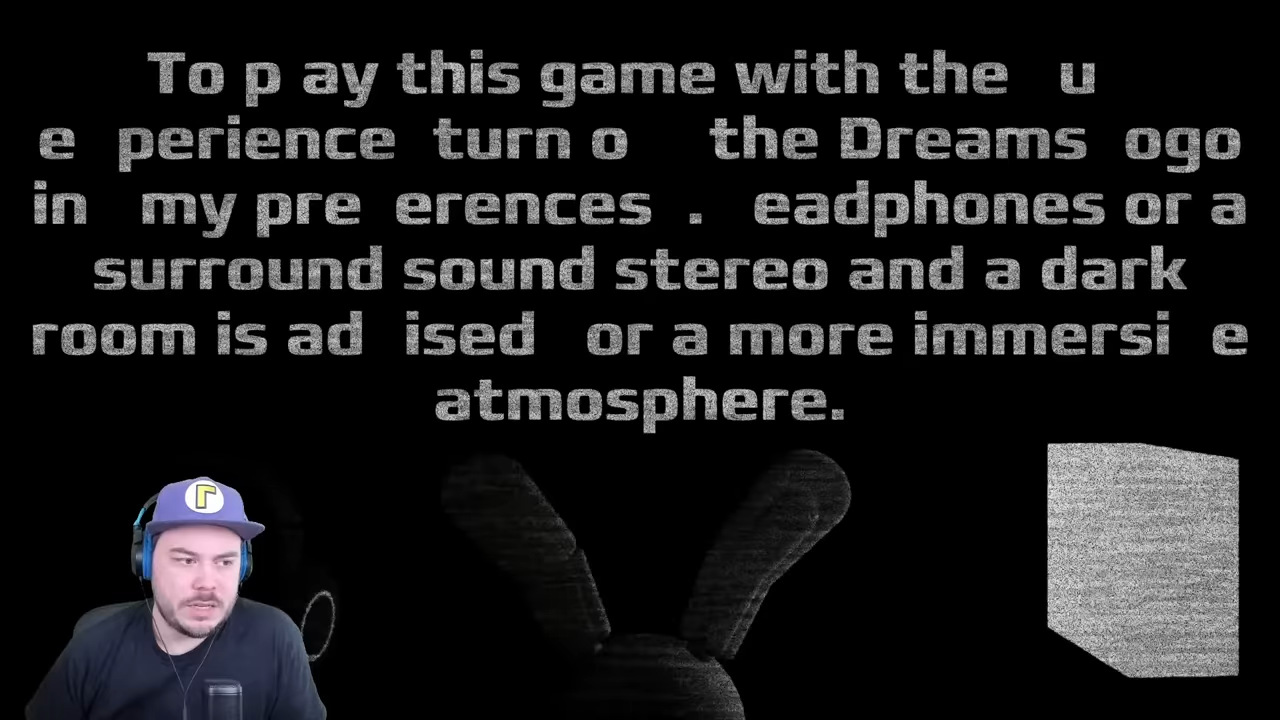 To p ay this game with the u
e perience turn o the Dreams ogo
in my pre erences . eadphones or a
surround sound stereo and a dark
room is ad ised or a more immersi e
atmosphere.